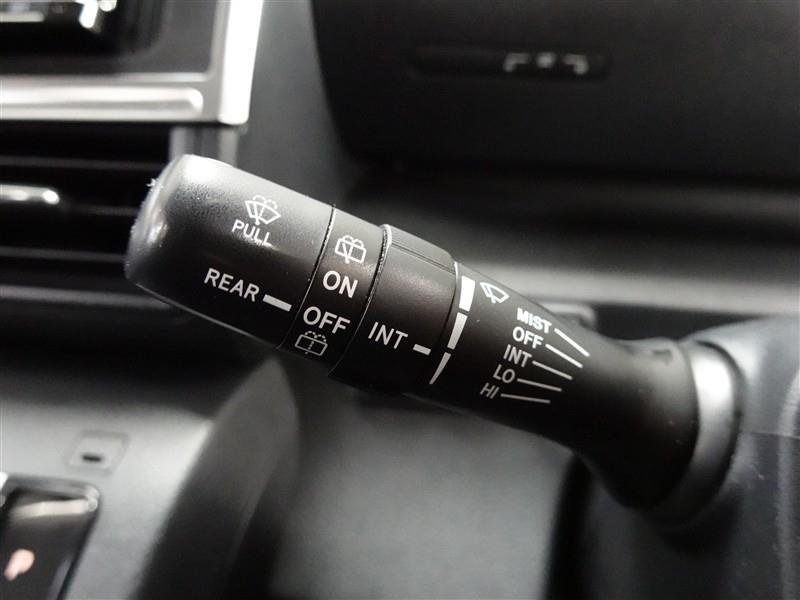 PULL
REAR
ON
OFF
INT
MIST
OFF
INT
LO
HI